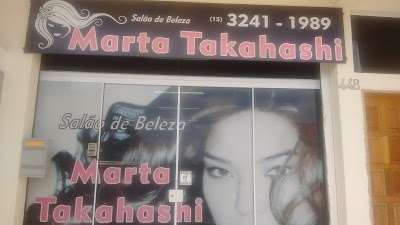 Salão de Beleza (15) 3241 - 1989
Marta Takahashi
448
Salão de Beleza
Marta
Takahashi